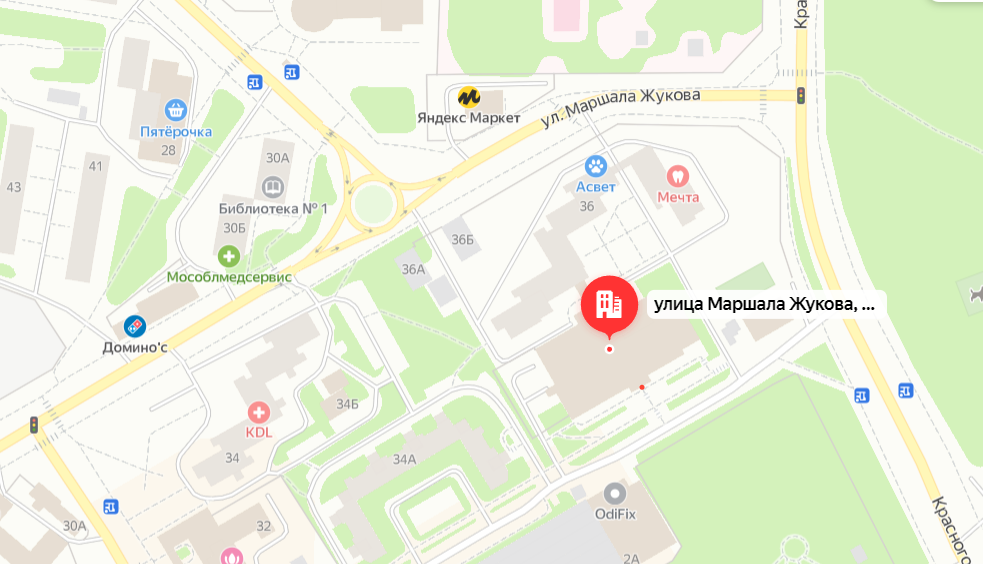 Кра
Яндекс Маркет
ул. Маршала Жукова
Пятёрочка
28
41
43
30А
Библиотека № 1
30Б
Мособлмедсервис
Асвет
36
Мечта
36Б
36А
улица Маршала Жукова, ...
Домино'с
34Б
KDL
34
34А
30А
32
OdiFix
2А
Красного